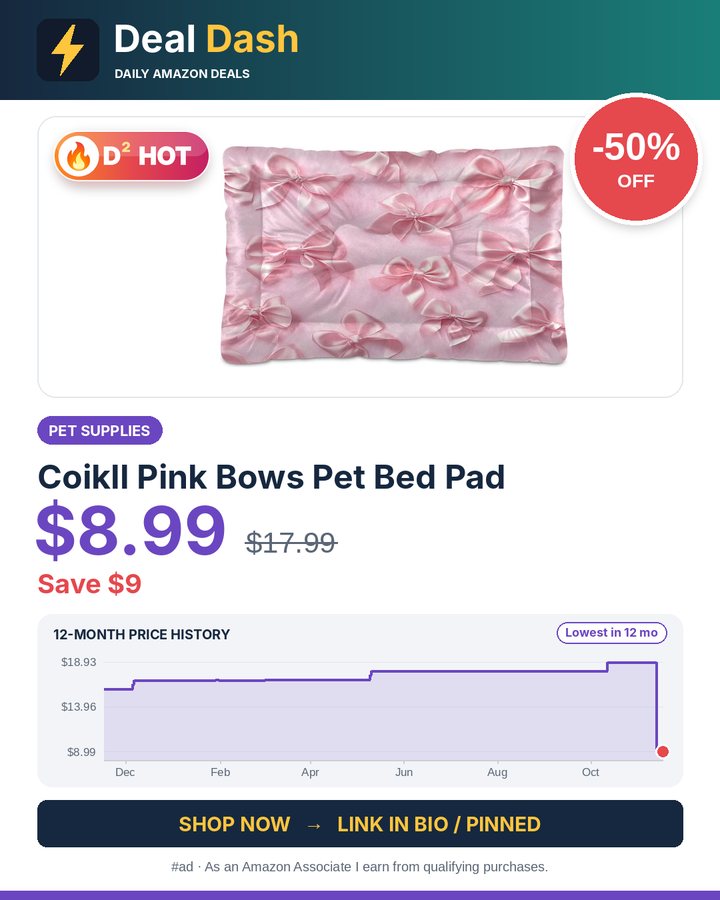 Deal Dash
DAILY AMAZON DEALS
D² HOT
-50%
OFF
PET SUPPLIES
Coikll Pink Bows Pet Bed Pad
$8.99 $17.99
Save $9
12-MONTH PRICE HISTORY
Lowest in 12 mo
$18.93
$13.96
$8.99
Dec Feb Apr Jun Aug Oct
SHOP NOW → LINK IN BIO / PINNED
#ad · As an Amazon Associate I earn from qualifying purchases.